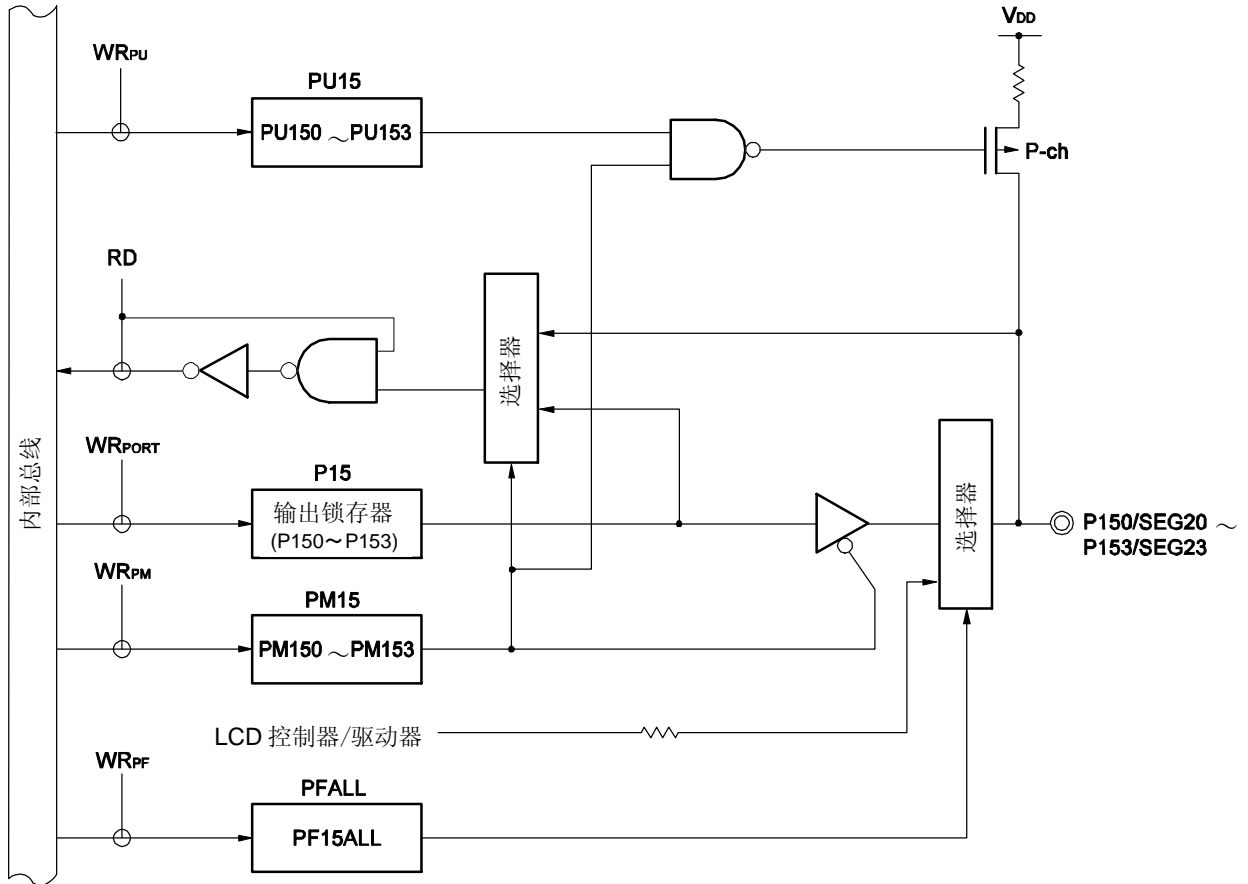 VDD
WRPU
PU15
PU150 ～PU153
P-ch
RD
选择器
内部总线
WRPORT
P15
输出锁存器
(P150～P153)
选择器
P150/SEG20 ～
P153/SEG23
WRPM
PM15
PM150 ～PM153
LCD 控制器/驱动器
WRPF
PFALL
PF15ALL